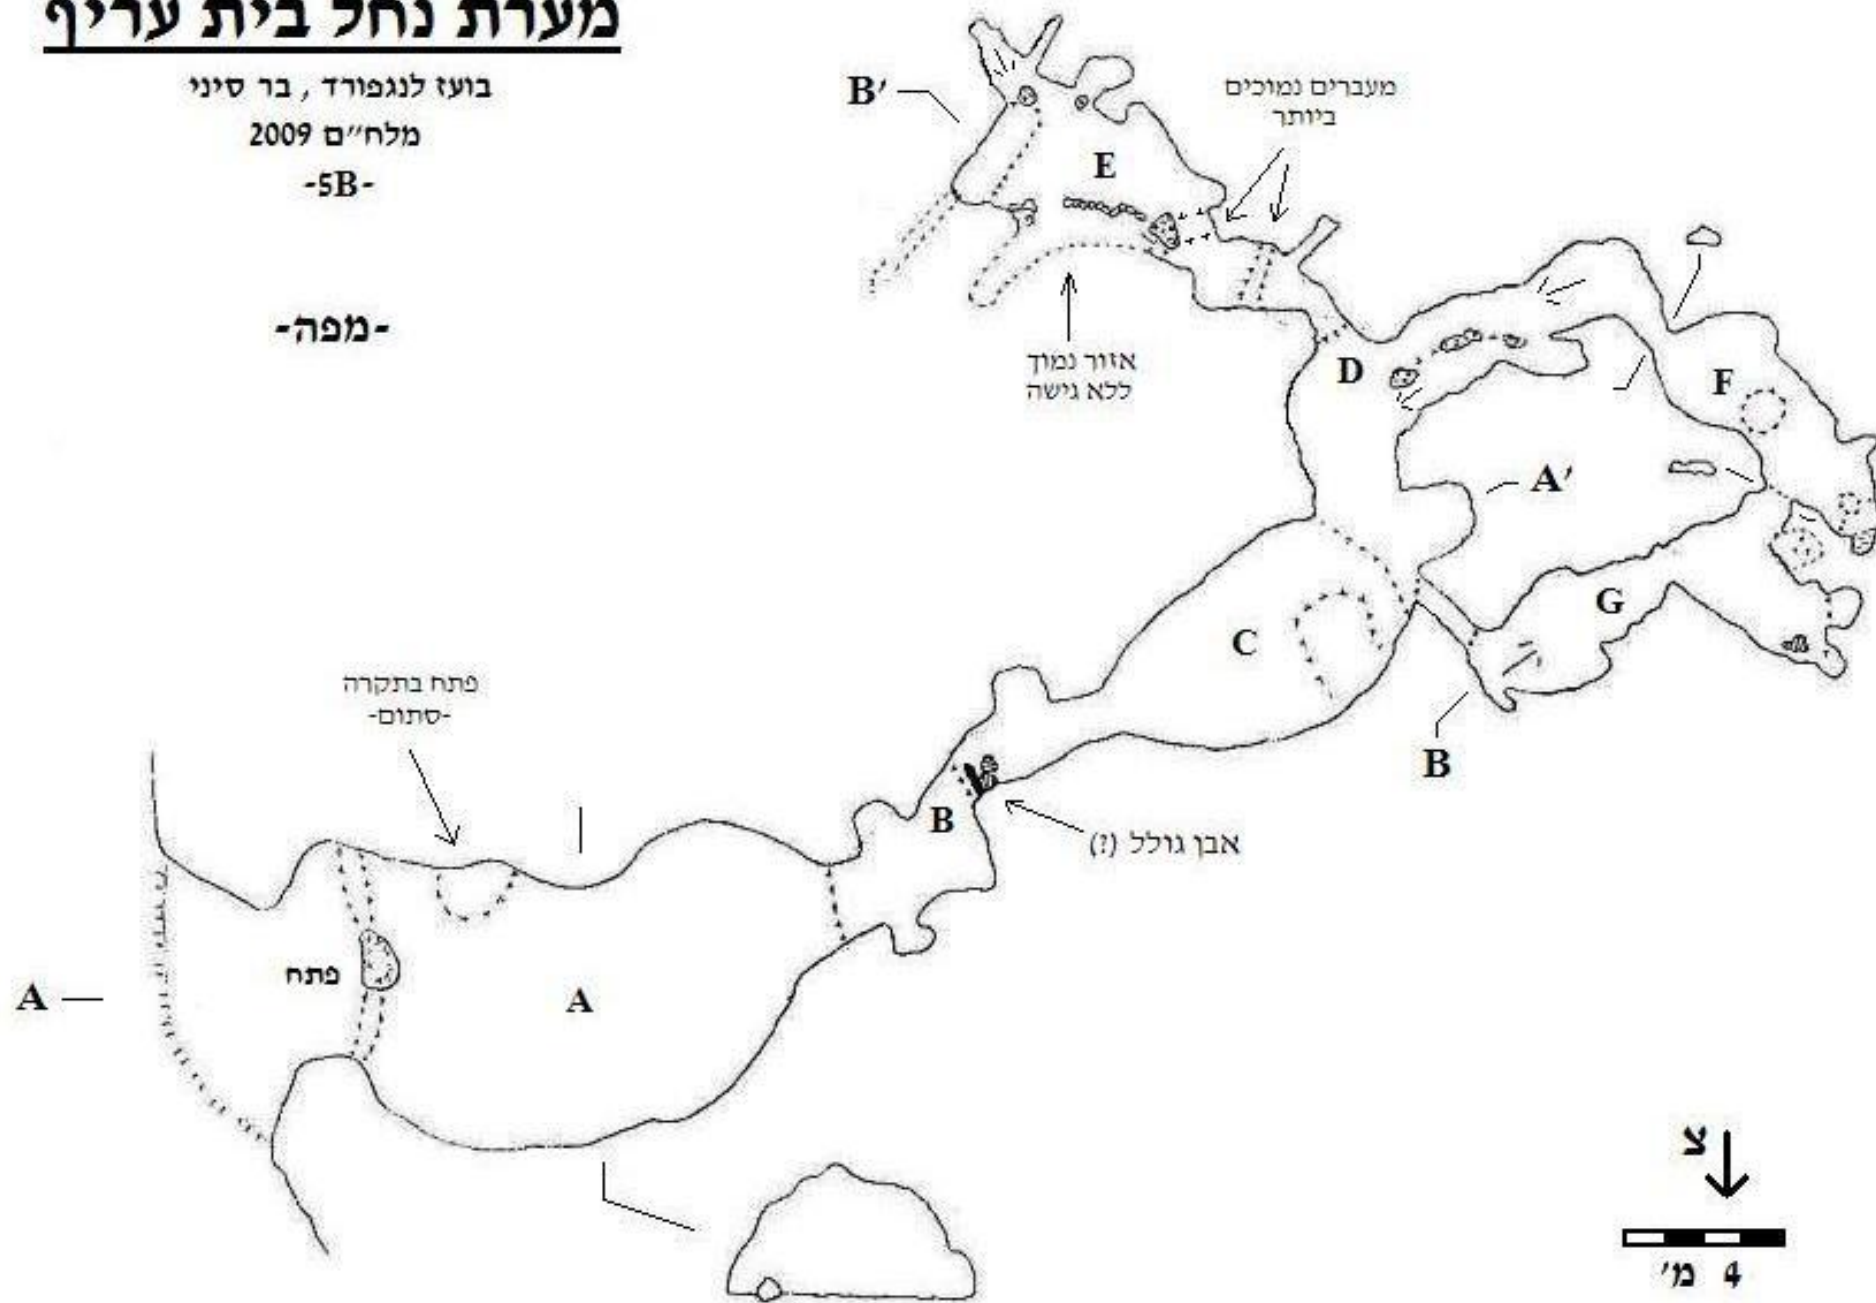 מערת נחל בית עריף
בועז לנגפורד, בר סיני
מלח״ם 2009
-5B-
-מפה-
B'
מעברים נמוכים
ביותר
E
אזור נמוך
ללא גישה
D
F
A'
G
C
B
פתח בתקרה
-סתום-
B
אבן גולל (?)
פתח
A
A
צ
4 מ'